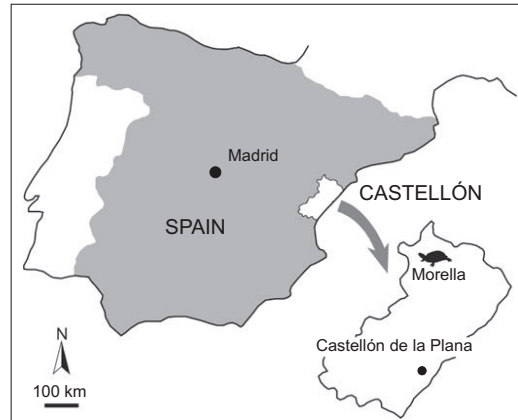 Madrid
CASTELLÓN
SPAIN
Morella
Castellón de la Plana
N
100 km